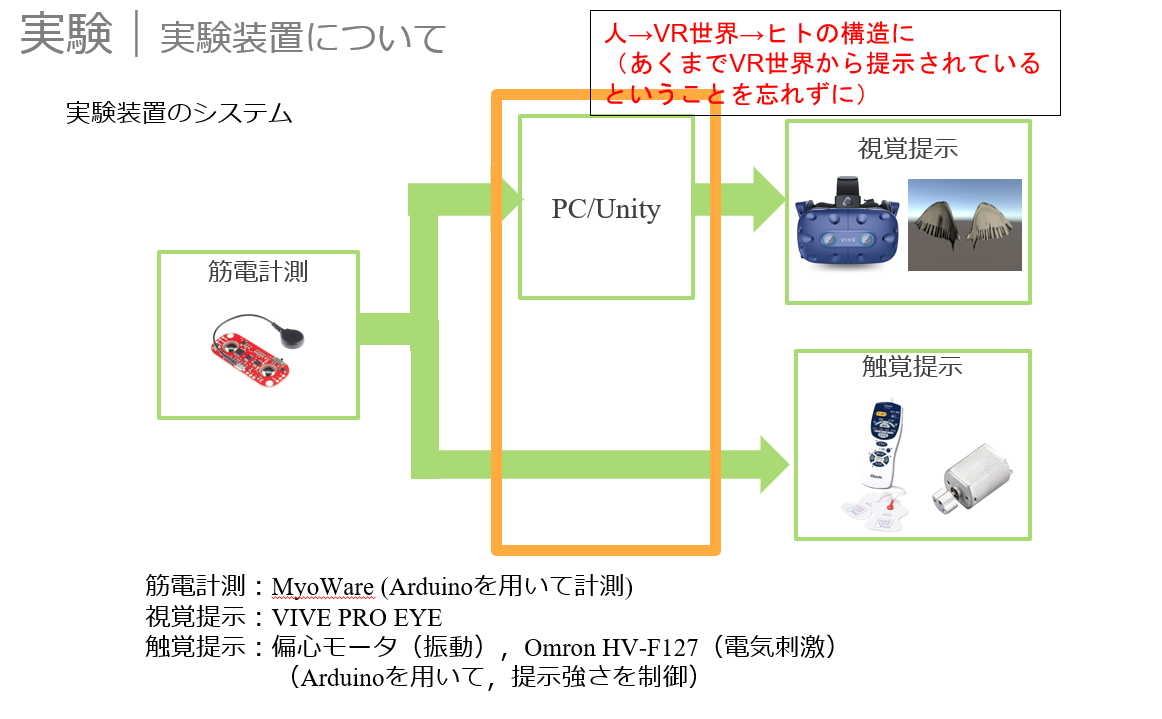 実験｜実験装置について
人→VR世界→ヒトの構造に
（あくまでVR世界から提示されている
ということを忘れずに）
実験装置のシステム
筋電計測
PC/Unity
視覚提示
VIVE
触覚提示
筋電計測：MyoWare (Arduinoを用いて計測)
視覚提示：VIVE PRO EYE
触覚提示：偏心モータ（振動），Omron HV-F127（電気刺激）
（Arduinoを用いて，提示強さを制御）